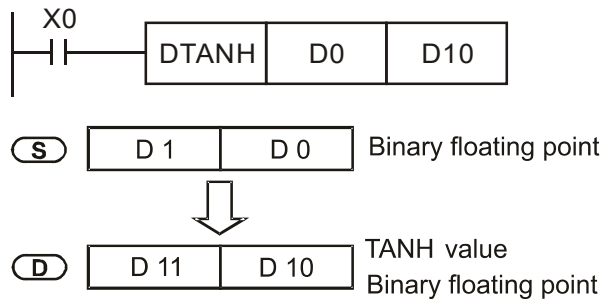 X0
DTANH D0 D10
S D 1 D 0 Binary floating point
D D 11 D 10 TANH value
Binary floating point